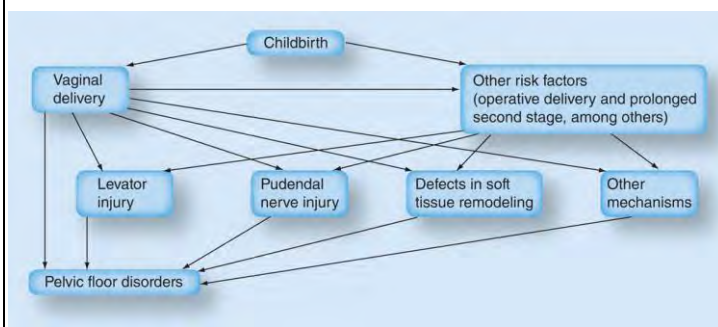 Childbirth
Vaginal
delivery
Other risk factors
(operative delivery and prolonged
second stage, among others)
Levator
injury
Pudendal
nerve injury
Defects in soft
tissue remodeling
Other
mechanisms
Pelvic floor disorders